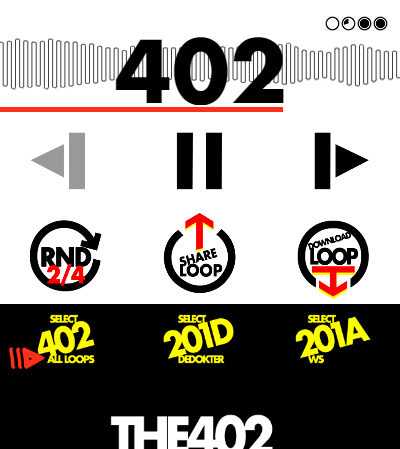 402
RND
2/4
SHARE
LOOP
DOWNLOAD
LOOP
SELECT
402
ALL LOOPS
SELECT
201D
DEDOKTER
SELECT
201A
WS
THE402